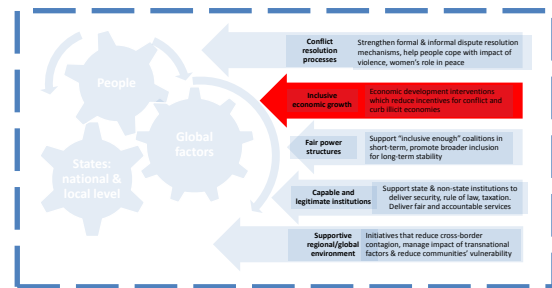 People
Global
factors
States:
national &
local level
Conflict
resolution
processes
Strengthen formal & informal dispute resolution
mechanisms, help people cope with impact of
violence, women's role in peace
Inclusive
economic growth
Economic development interventions
which reduce incentives for conflict and
curb illicit economies
Fair power
structures
Support "inclusive enough" coalitions in
short-term, promote broader inclusion
for long-term stability
Capable and
legitimate institutions
Support state & non-state institutions to
deliver security, rule of law, taxation.
Deliver fair and accountable services
Supportive
regional/global
environment
Initiatives that reduce cross-border
contagion, manage impact of transnational
factors & reduce communities' vulnerability